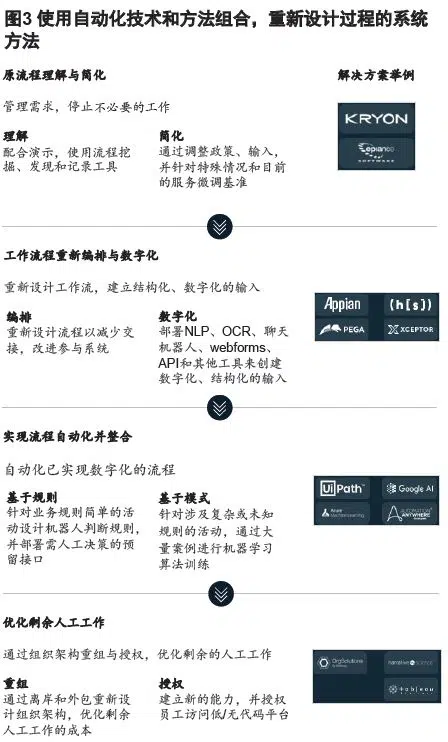 图3 使用自动化技术和方法组合，重新设计过程的系统
方法
原流程理解与简化
解决方案举例
管理需求，停止不必要的工作
理解
配合演示，使用流程挖
掘、发现和记录工具
简化
通过调整政策、输入，
并针对特殊情况和目前
的服务微调基准
KRYON
epiance
SOFTWARE
工作流程重新编排与数字化
重新设计工作流，建立结构化、数字化的输入
编排
重新设计流程以减少交
接，改进参与系统
数字化
部署NLP、OCR、聊天
机器人、webforms、
API和其他工具来创建
数字化、结构化的输入
Appian
(h[s])
PEGA
XCEPTOR
实现流程自动化并整合
自动化已实现数字化的流程
基于规则
针对业务规则简单的活
动设计机器人判断规则，
并部署需人工决策的预
留接口
基于模式
针对涉及复杂或未知
规则的活动，通过大
量案例进行机器学习
算法训练
UiPath™
Google AI
Azure
Machine Learning
AUTOMATION
ANYWHERE
优化剩余人工工作
通过组织架构重组与授权，优化剩余的人工工作
重组
通过离岸和外包重新设
计组织架构，优化剩余
人工工作的成本
授权
建立新的能力，并授权
员工访问低/无代码平台
OrgSolutions
narrative science
tableau